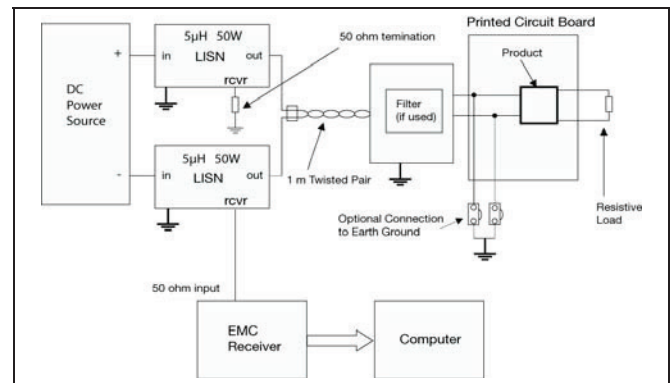 Printed Circuit Board
5µH 50W
LISN
in
out
rcvr
50 ohm temination
Product
+
DC
Power
Source
Filter
(if used)
5µH 50W
LISN
-
in
out
rcvr
1 m Twisted Pair
Optional Connection
to Earth Ground
Resistive
Load
50 ohm input
EMC
Receiver
Computer